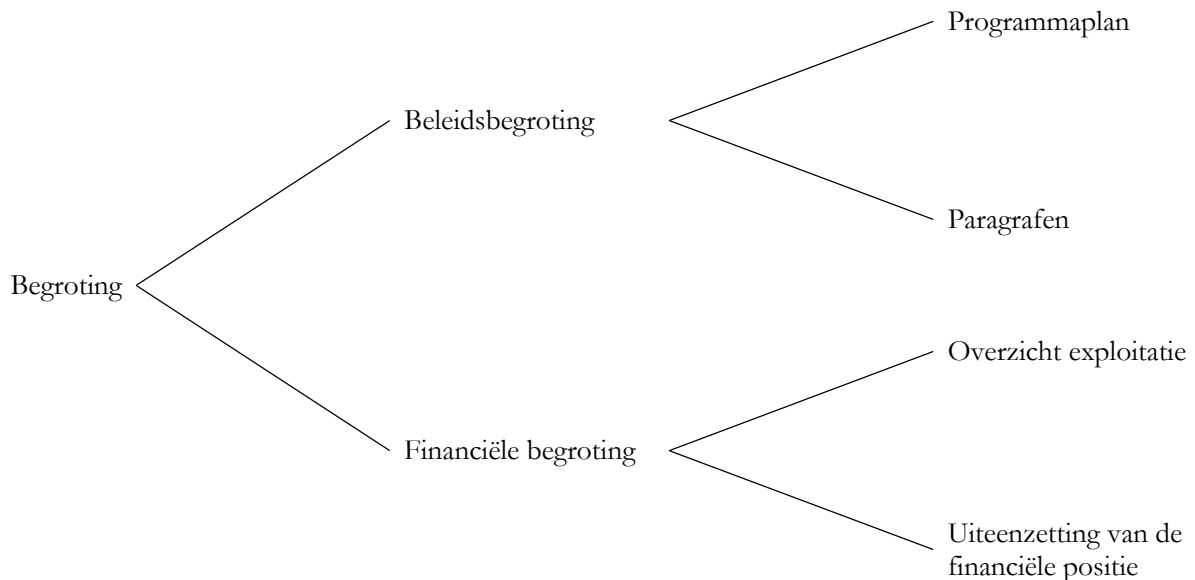 Programmaplan
Beleidsbegroting
Paragrafen
Begroting
Overzicht exploitatie
Financiële begroting
Uiteenzetting van de
financiële positie